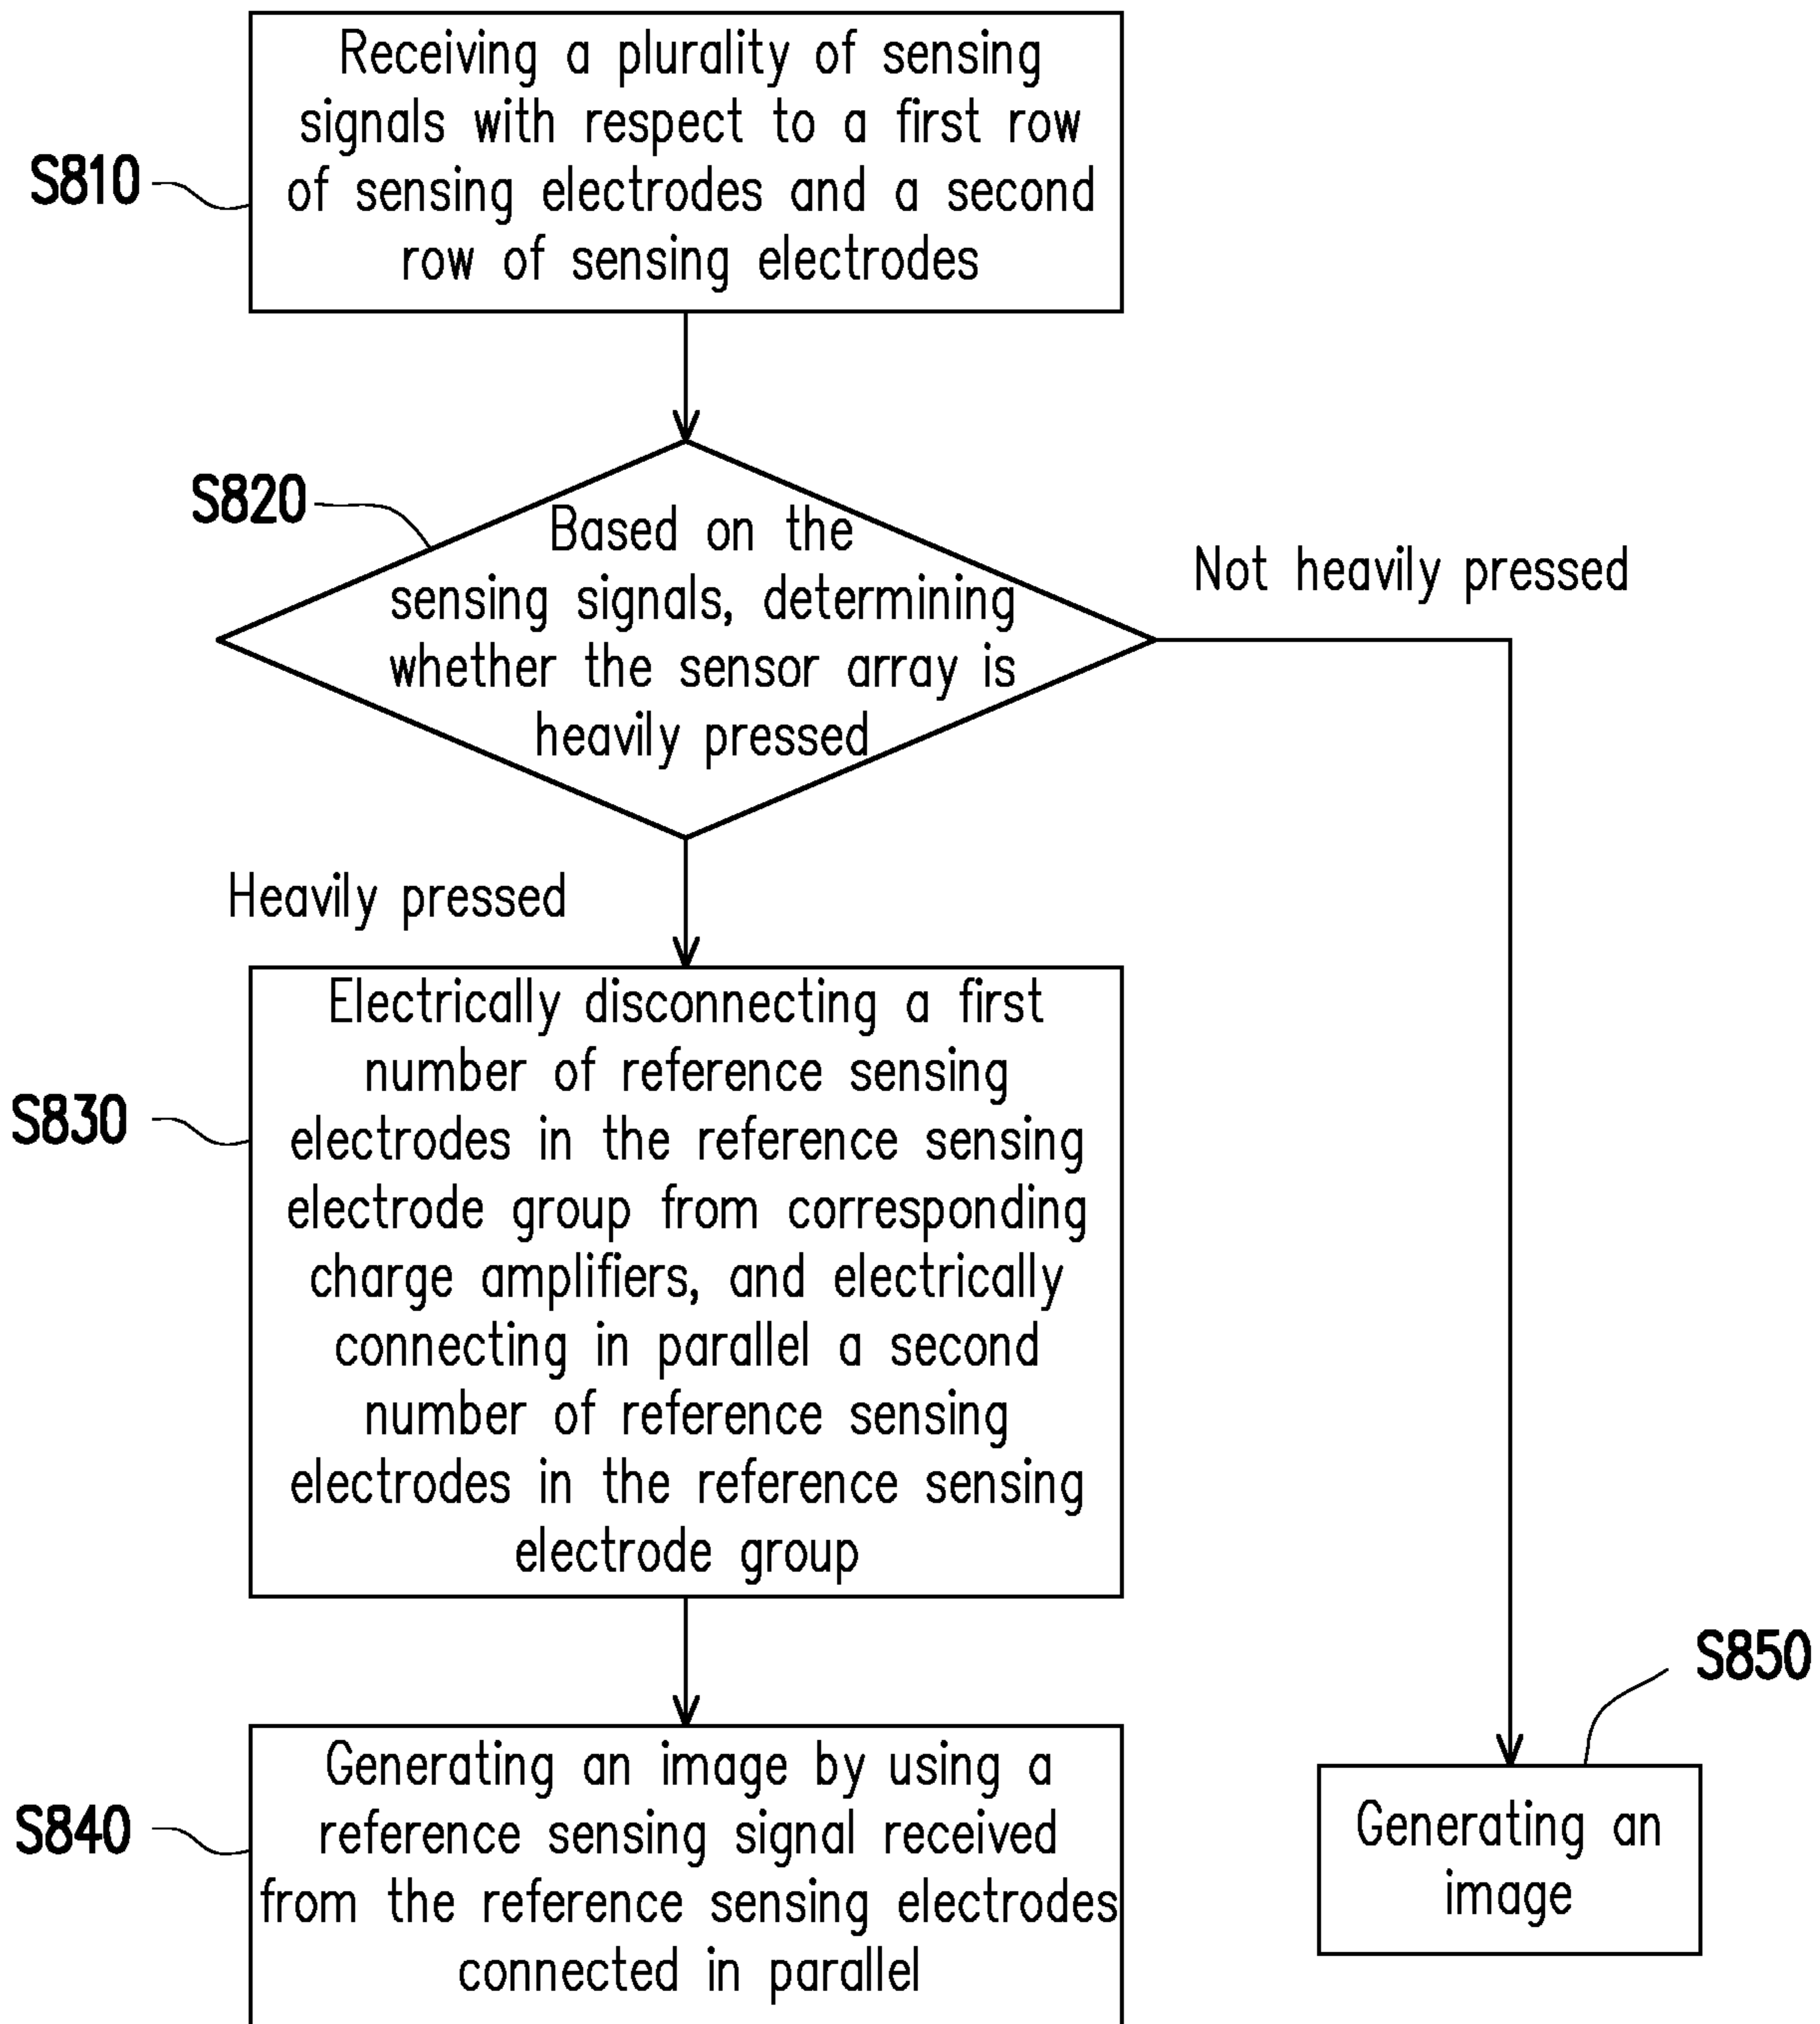 Receiving a plurality of sensing
signals with respect to a first row
of sensing electrodes and a second
row of sensing electrodes
S810
S820
Based on the
sensing signals, determining
whether the sensor array is
heavily pressed
Not heavily pressed
Heavily pressed
Electrically disconnecting a first
number of reference sensing
electrodes in the reference sensing
electrode group from corresponding
charge amplifiers, and electrically
connecting in parallel a second
number of reference sensing
electrodes in the reference sensing
electrode group
S830
Generating an image by using a
reference sensing signal received
from the reference sensing electrodes
connected in parallel
S840
S850
Generating an
image